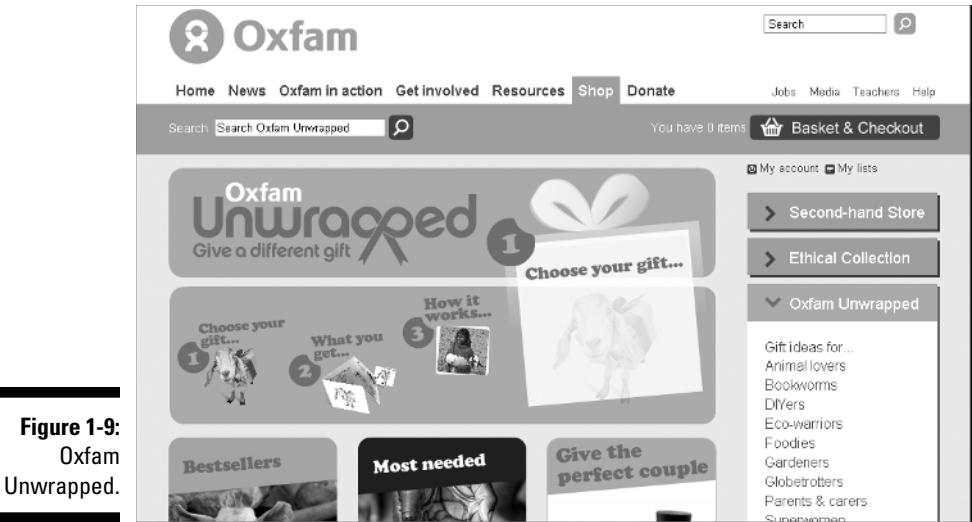 Oxfam
Search
Home News Oxfam in action Get involved Resources Shop Donate
Jobs Media Teachers Help
Search Search Oxfam Unwrapped
You have 0 items Basket & Checkout
My account My lists
Oxfam
Unwrapped
Give a different gift
1
Choose your gift...
Choose your
gift...
1
What you
get...
2
How it
works...
3
Second-hand Store
Ethical Collection
Oxfam Unwrapped
Gift ideas for...
Animal lovers
Bookworms
DIYers
Eco-warriors
Foodies
Gardeners
Globetrotters
Parents & carers
Superwomen
Bestsellers
Most needed
Give the
perfect couple
Figure 1-9:
Oxfam
Unwrapped.